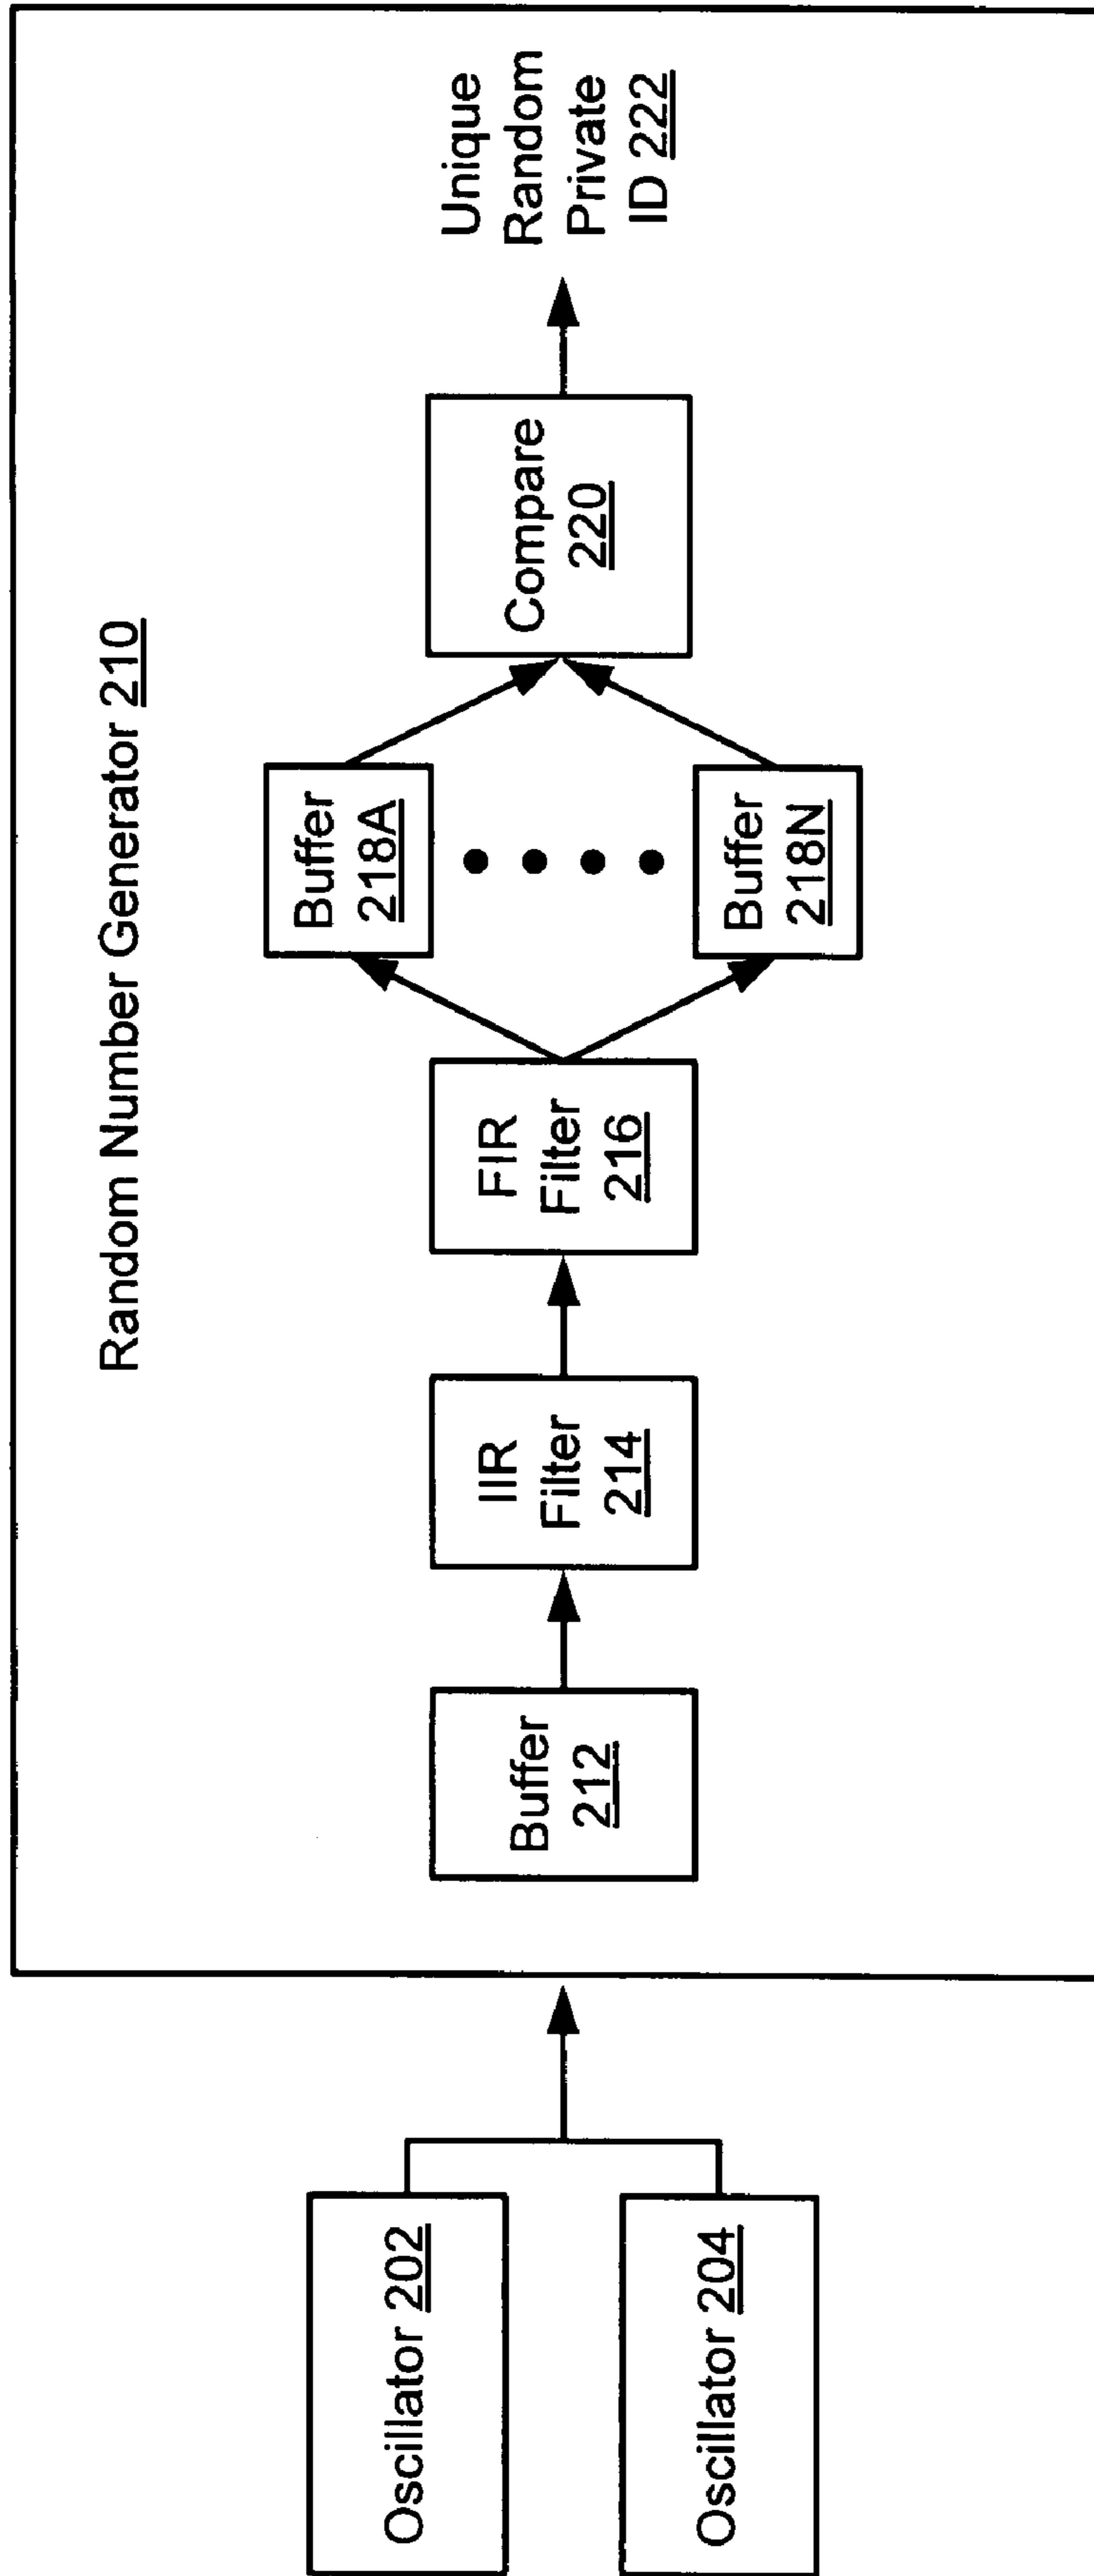 Random Number Generator 210
Oscillator 202
Oscillator 204
Buffer
212
IIR
Filter
214
FIR
Filter
216
Buffer
218A
Buffer
218N
Compare
220
Unique
Random
Private
ID 222